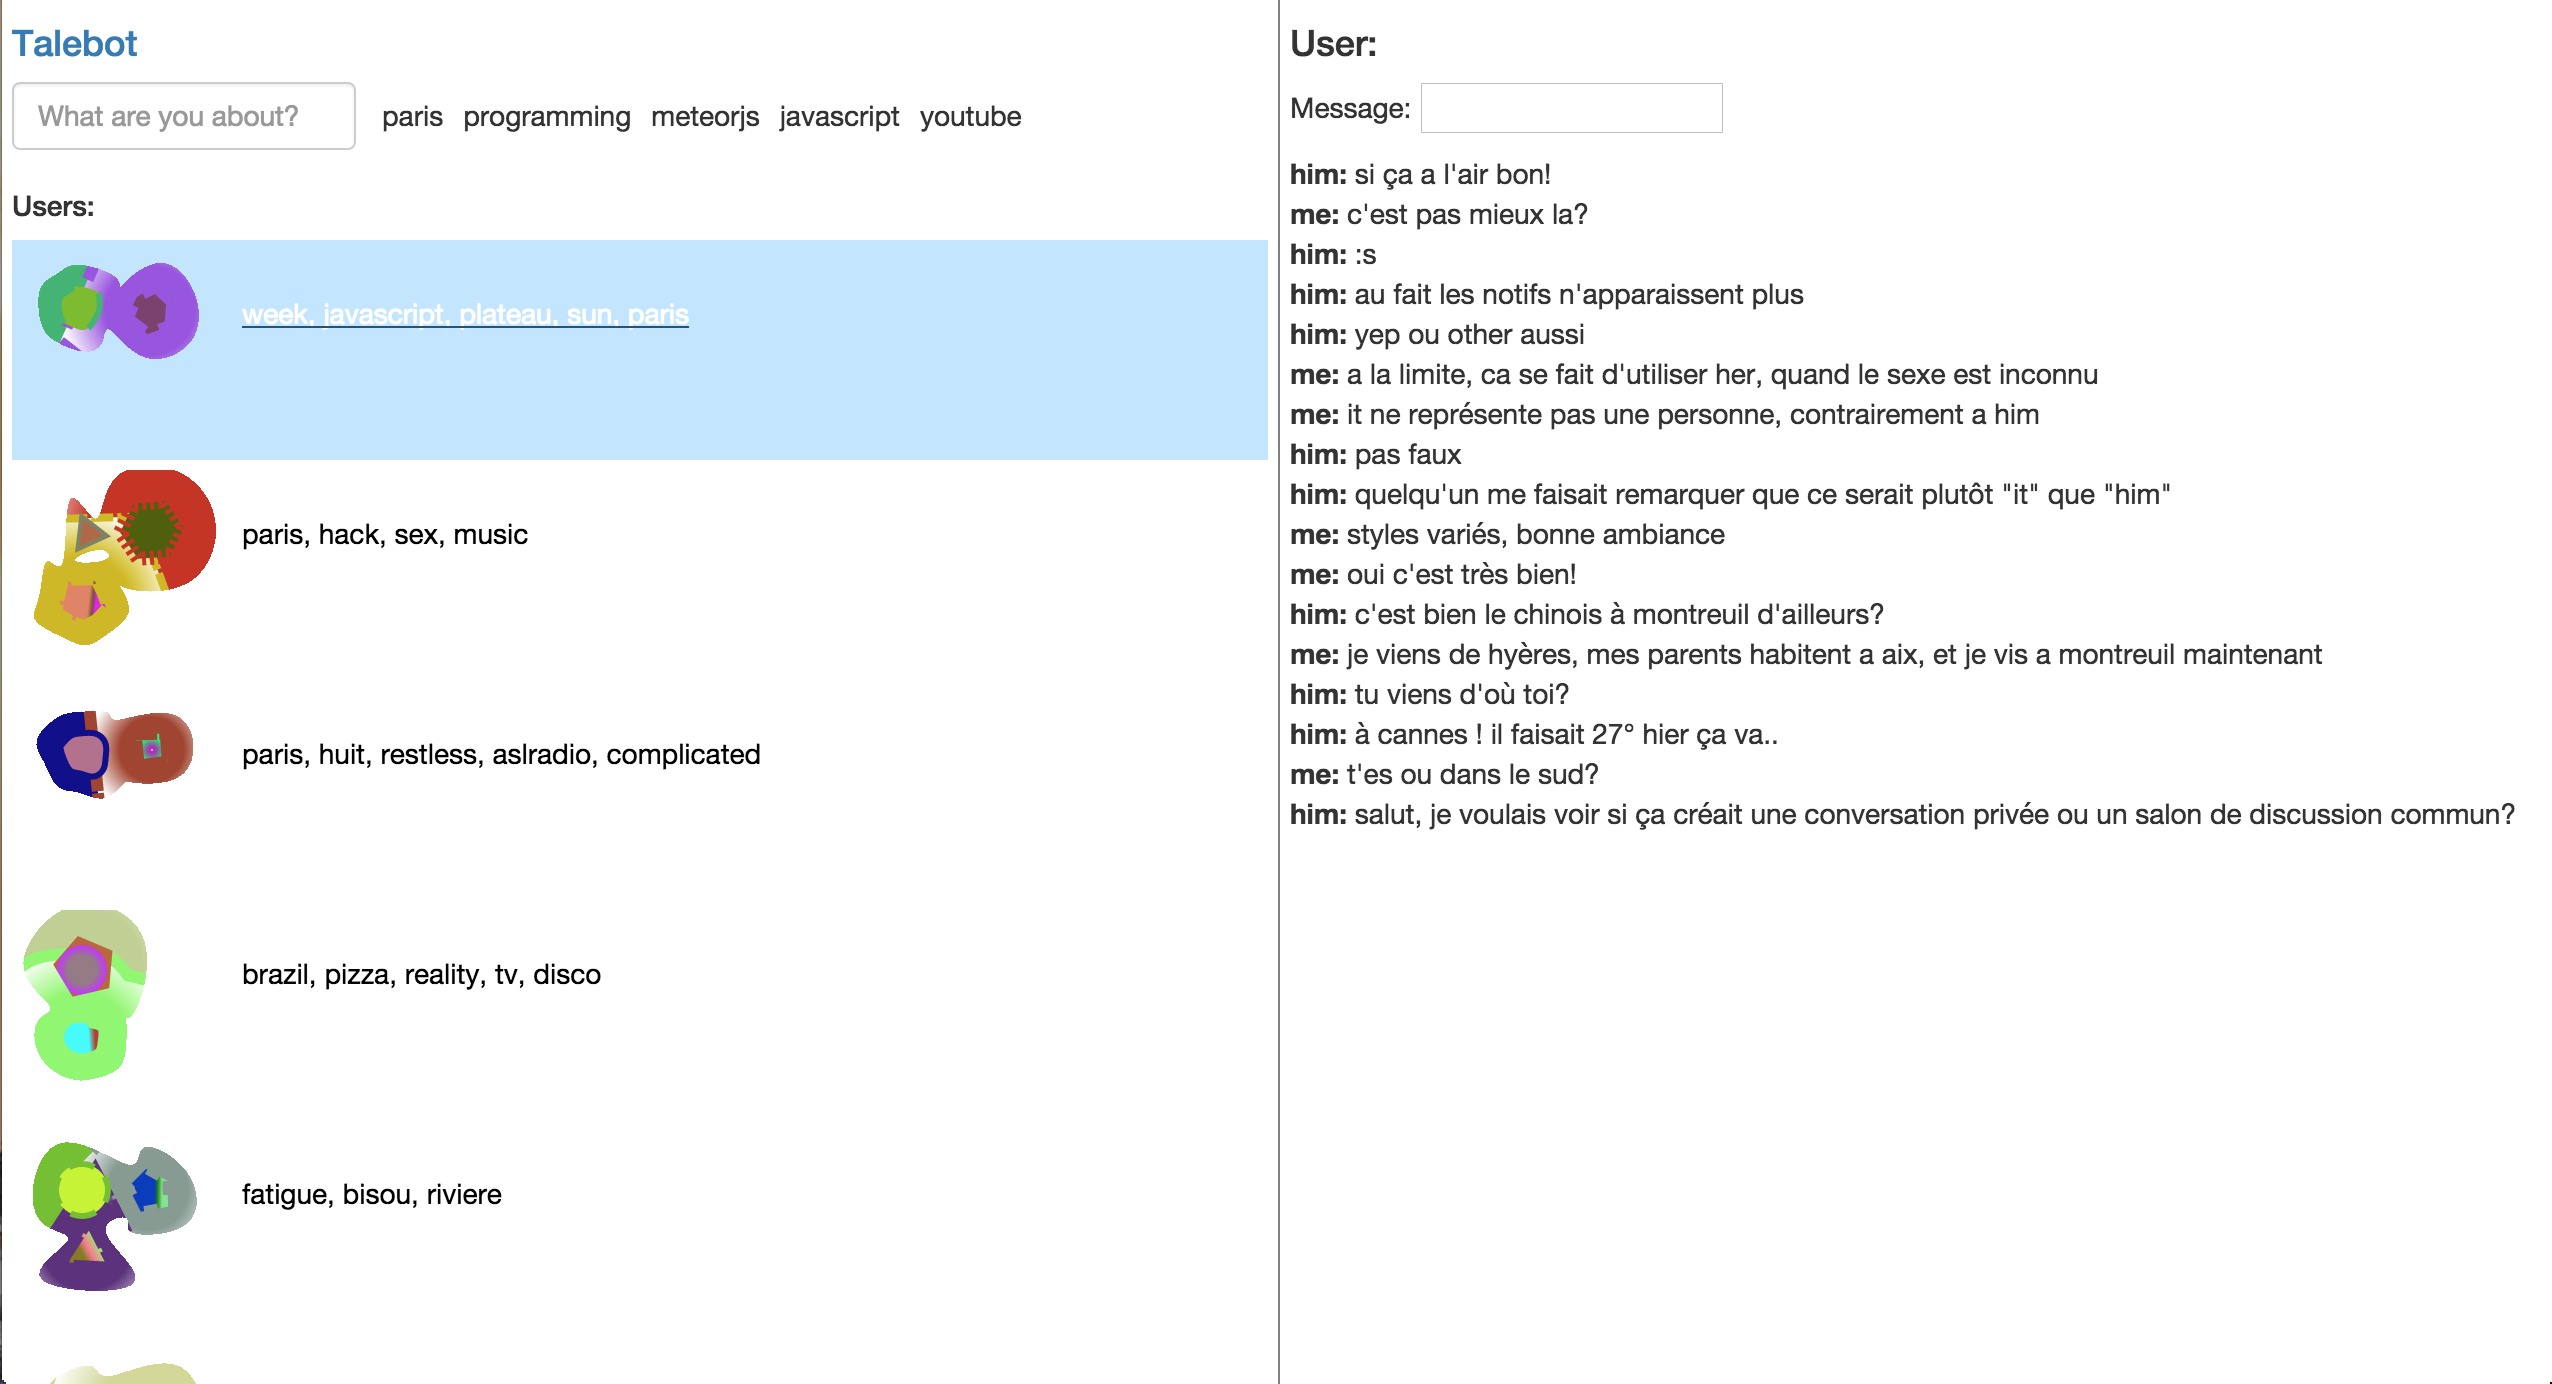 Talebot
What are you about? paris programming meteorjs javascript youtube
Users:
week, javascript, plateau, sun, paris
paris, hack, sex, music
paris, huit, restless, aslradio, complicated
brazil, pizza, reality, tv, disco
fatigue, bisou, riviere
User:
Message:
him: si ça a l'air bon!
me: c'est pas mieux la?
him: :s
him: au fait les notifs n'apparaissent plus
him: yep ou other aussi
me: a la limite, ca se fait d'utiliser her, quand le sexe est inconnu
me: it ne représente pas une personne, contrairement a him
him: pas faux
him: quelqu'un me faisait remarquer que ce serait plutôt "it" que "him"
me: styles variés, bonne ambiance
me: oui c'est très bien!
him: c'est bien le chinois à montreuil d'ailleurs?
me: je viens de hyères, mes parents habitent a aix, et je vis a montreuil maintenant
him: tu viens d'où toi?
him: à cannes ! il faisait 27° hier ça va..
me: t'es ou dans le sud?
him: salut, je voulais voir si ça créait une conversation privée ou un salon de discussion commun?